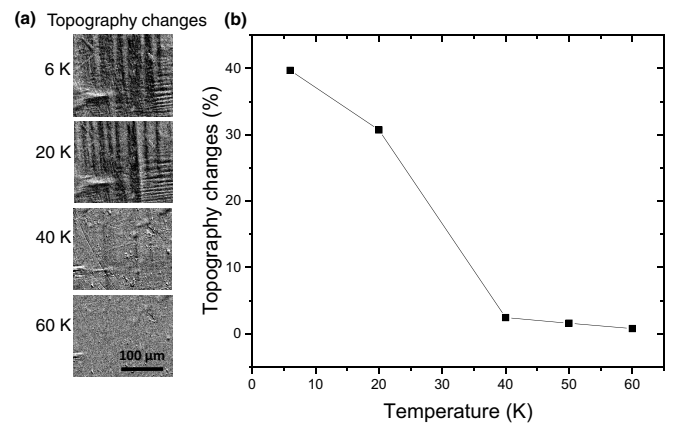 (a) Topography changes
6 K
20 K
40 K
60 K
100 µm
(b)
Topography changes (%)
40
30
20
10
0
0 10 20 30 40 50 60
Temperature (K)